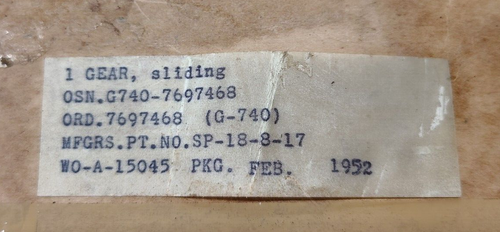 1 GEAR, sliding
OSN.G740-7697468
ORD.7697468 (G-740)
MFGRS.PT.NO.SP-18-8-17
WO-A-15045 PKG. FEB. 1952